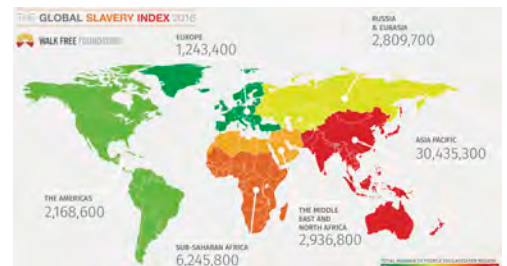 THE GLOBAL SLAVERY INDEX 2016
WALK FREE FOUNDATION
EUROPE
1,243,400
RUSSIA
& EURASIA
2,809,700
ASIA PACIFIC
30,435,300
THE AMERICAS
2,168,600
THE MIDDLE
EAST AND
NORTH AFRICA
2,936,800
SUB-SAHARAN AFRICA
6,245,800